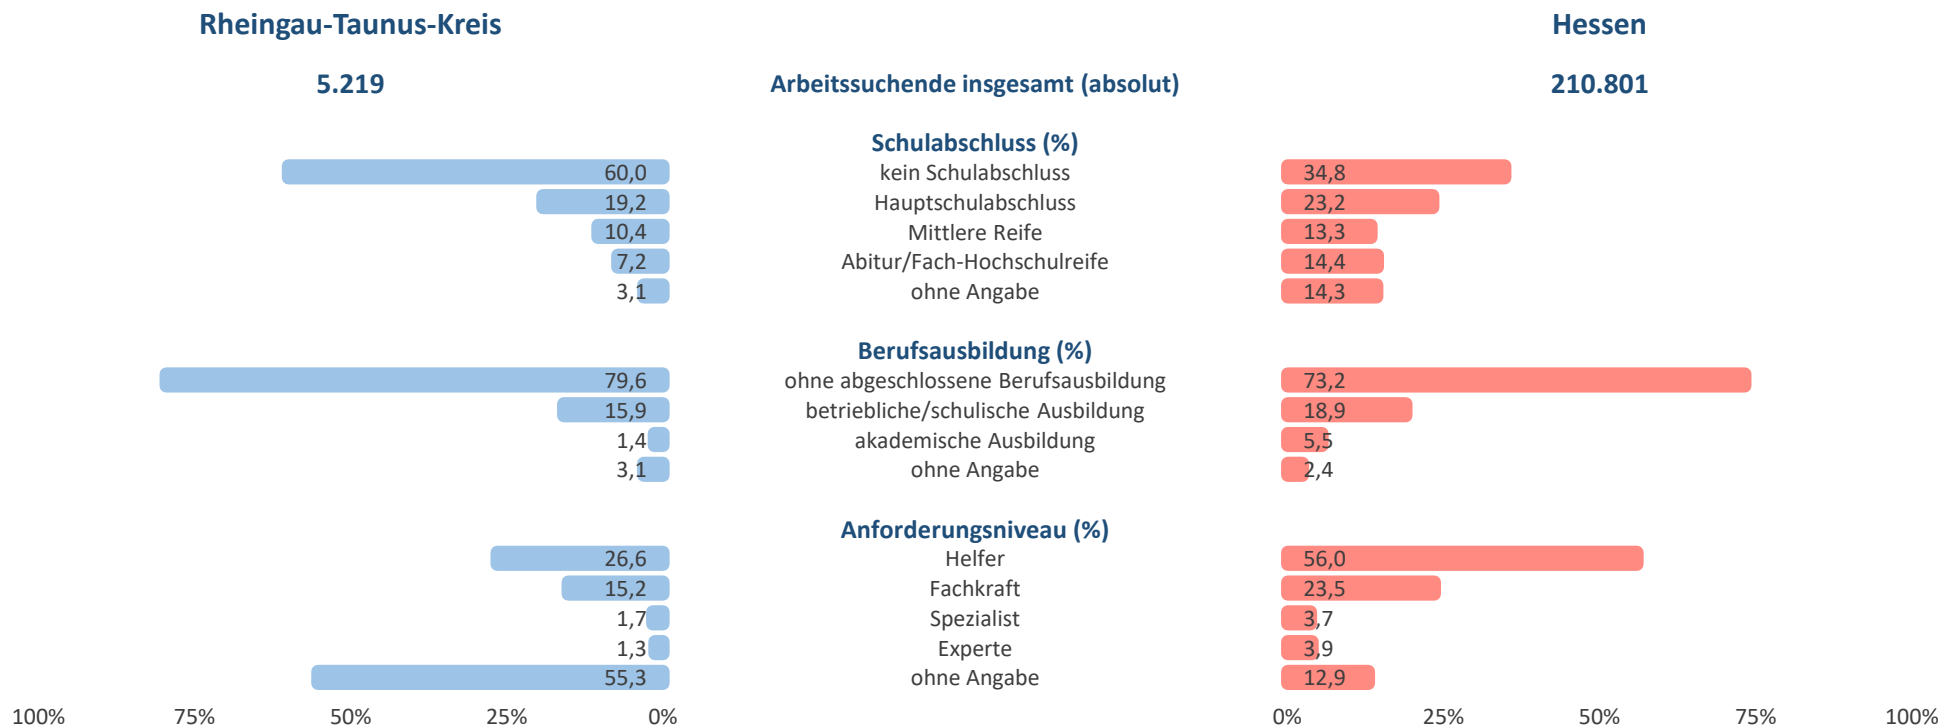 Rheingau-Taunus-Kreis Hessen
5.219 Arbeitssuchende insgesamt (absolut) 210.801
Schulabschluss (%)
60,0 kein Schulabschluss 34,8
19,2 Hauptschulabschluss 23,2
10,4 Mittlere Reife 13,3
7,2 Abitur/Fach-Hochschulreife 14,4
3,1 ohne Angabe 14,3
Berufsausbildung (%)
79,6 ohne abgeschlossene Berufsausbildung 73,2
15,9 betriebliche/schulische Ausbildung 18,9
1,4 akademische Ausbildung 5,5
3,1 ohne Angabe 2,4
Anforderungsniveau (%)
26,6 Helfer 56,0
15,2 Fachkraft 23,5
1,7 Spezialist 3,7
1,3 Experte 3,9
55,3 ohne Angabe 12,9
100% 75% 50% 25% 0% 0% 25% 50% 75% 100%